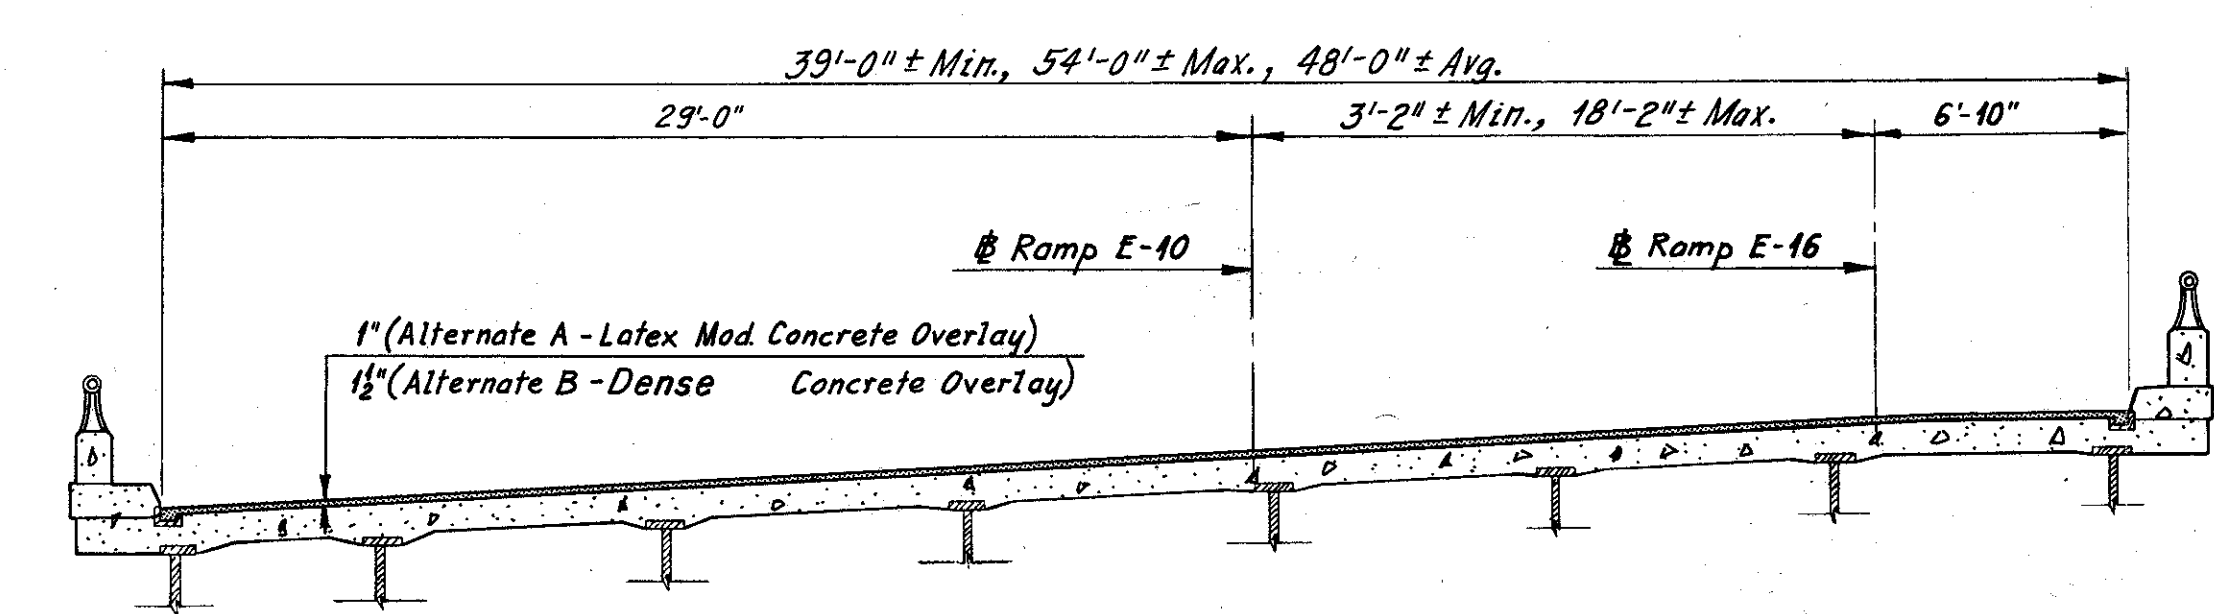 39'-0" ± Min., 54'-0" ± Max., 48'-0" ± Avg.
29'-0"
3'-2" ± Min., 18'-2" ± Max.
6'-10"
℄ Ramp E-10
℄ Ramp E-16
1" (Alternate A - Latex Mod. Concrete Overlay)
1½" (Alternate B - Dense Concrete Overlay)